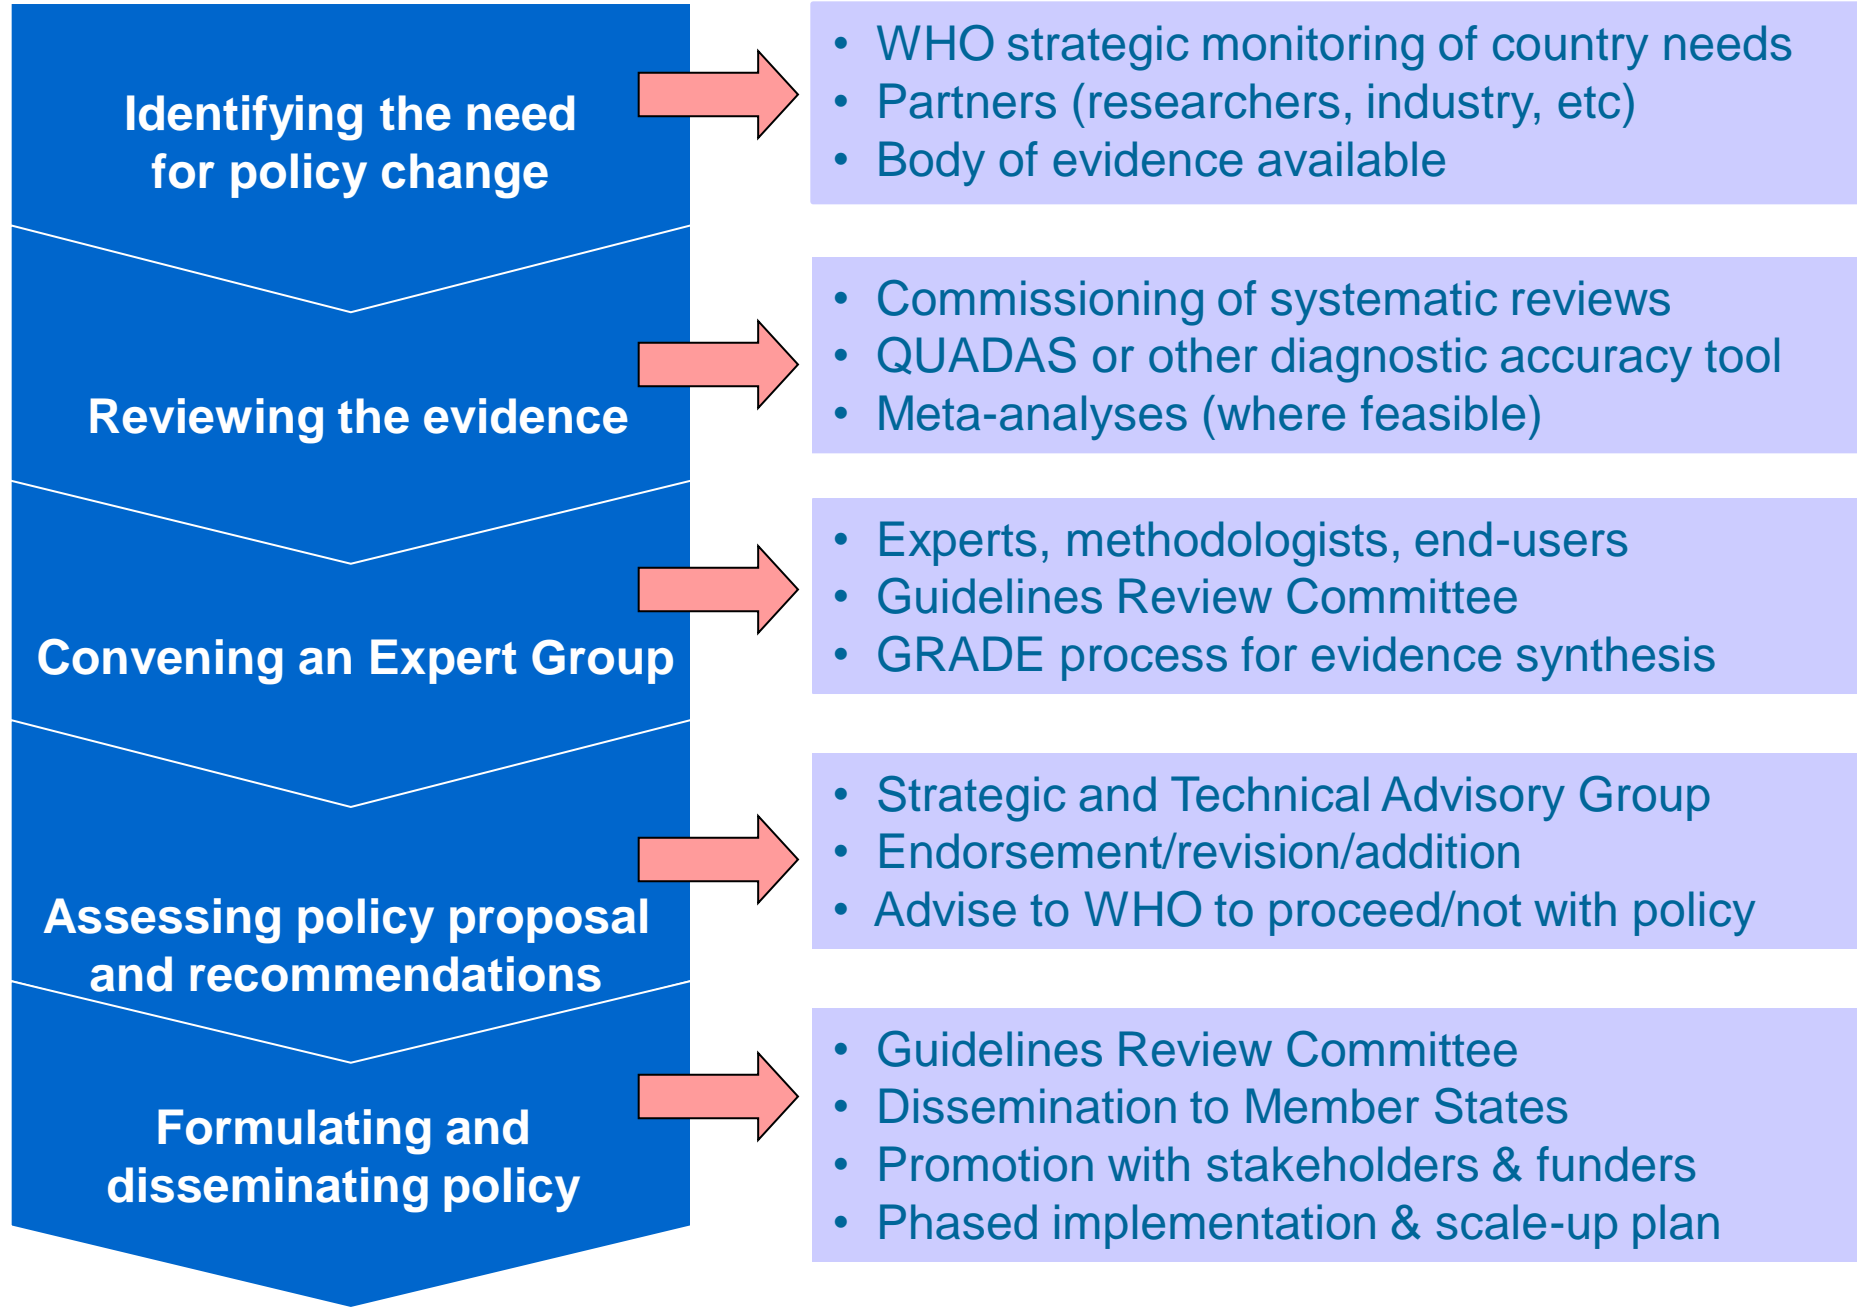 Identifying the need
for policy change
• WHO strategic monitoring of country needs
• Partners (researchers, industry, etc)
• Body of evidence available
Reviewing the evidence
• Commissioning of systematic reviews
• QUADAS or other diagnostic accuracy tool
• Meta-analyses (where feasible)
Convening an Expert Group
• Experts, methodologists, end-users
• Guidelines Review Committee
• GRADE process for evidence synthesis
Assessing policy proposal
and recommendations
• Strategic and Technical Advisory Group
• Endorsement/revision/addition
• Advise to WHO to proceed/not with policy
Formulating and
disseminating policy
• Guidelines Review Committee
• Dissemination to Member States
• Promotion with stakeholders & funders
• Phased implementation & scale-up plan